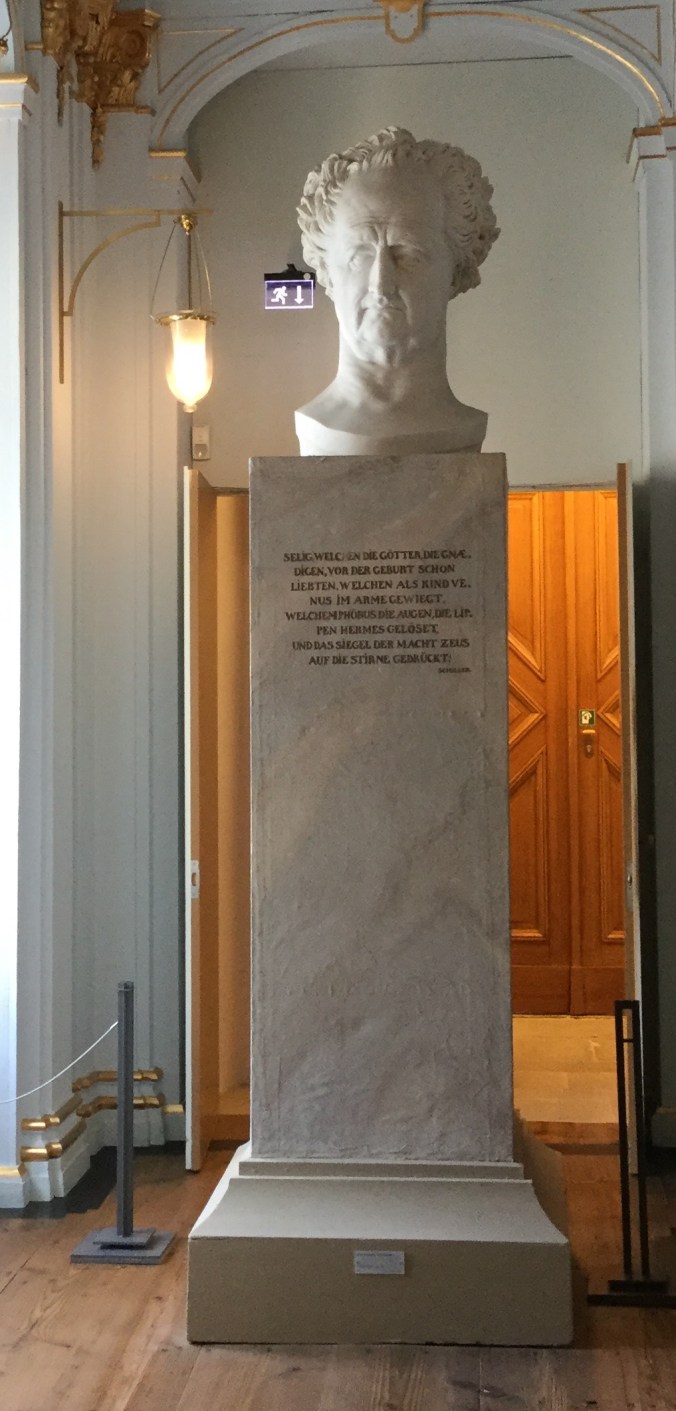 SELIG, WELCHEN DIE GÖTTER, DIE GNÆ.
DIGEN, VOR DER GEBURT SCHON
LIEBTEN, WELCHEN ALS KIND VE.
NUS IM ARME GEWIEGT,
WELCHEM PHÖBUS DIE AUGEN, DIE LIP.
PEN HERMES GELÖSET,
UND DAS SIEGEL DER MACHT ZEUS
AUF DIE STIRNE GEDRÜCKT!
SCHILLER.